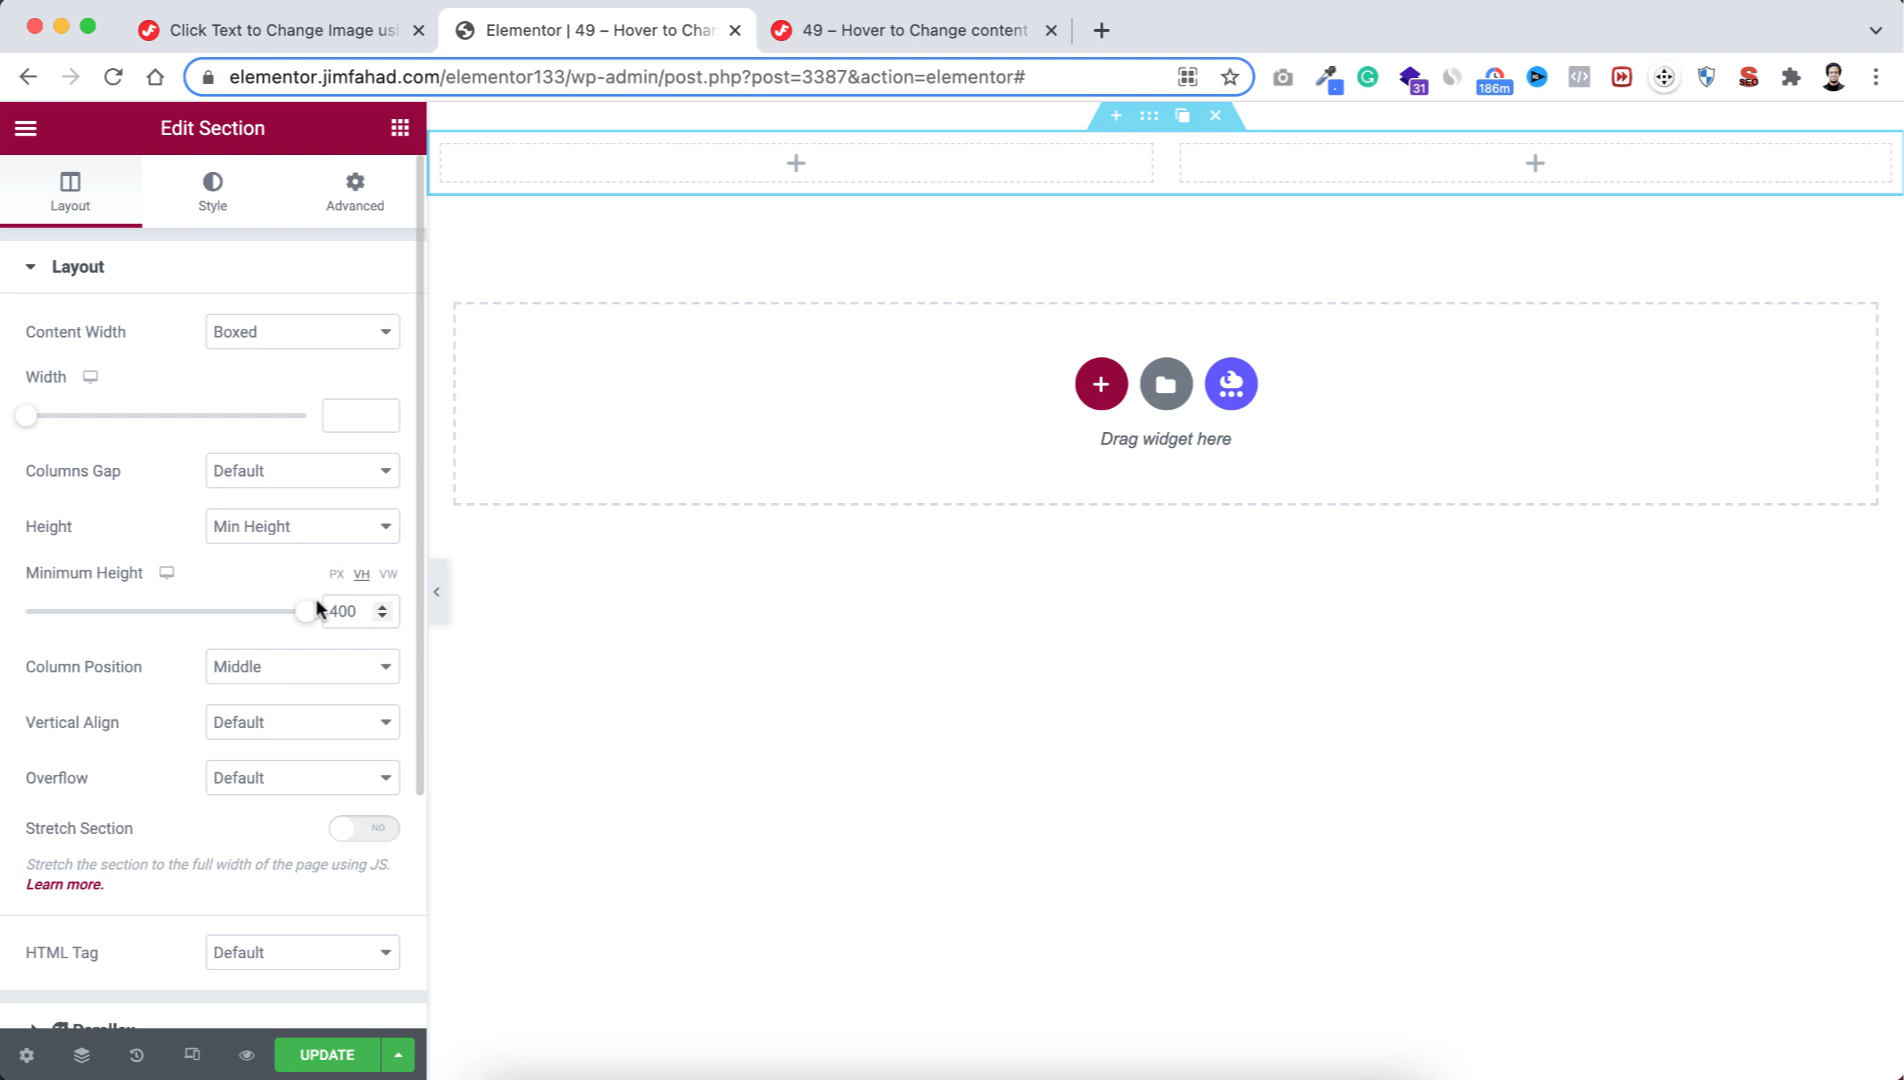 Click Text to Change Image usi
Elementor | 49 – Hover to Chan
49 – Hover to Change content
elementor.jimfahad.com/elementor133/wp-admin/post.php?post=3387&action=elementor#
31
186m
SEO
Edit Section
Layout
Style
Advanced
Layout
Content Width
Boxed
Width
Columns Gap
Default
Height
Min Height
Minimum Height
PX VH VW
400
Column Position
Middle
Vertical Align
Default
Overflow
Default
Stretch Section
NO
Stretch the section to the full width of the page using JS.
Learn more.
HTML Tag
Default
Parallax
UPDATE
Drag widget here